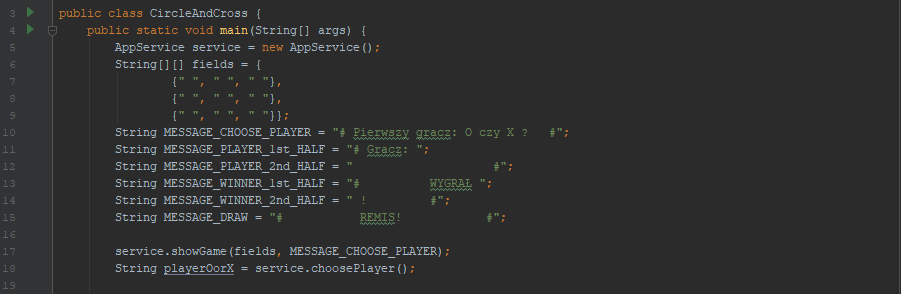 3 public class CircleAndCross {
4 public static void main(String[] args) {
5 AppService service = new AppService();
6 String[][] fields = {
7 {" ", " ", " "},
8 {" ", " ", " "},
9 {" ", " ", " "}};
10 String MESSAGE_CHOOSE_PLAYER = "# Pierwszy gracz: O czy X ?   #";
11 String MESSAGE_PLAYER_1st_HALF = "# Gracz: ";
12 String MESSAGE_PLAYER_2nd_HALF = "                    #";
13 String MESSAGE_WINNER_1st_HALF = "#          WYGRAL ";
14 String MESSAGE_WINNER_2nd_HALF = " !         #";
15 String MESSAGE_DRAW = "#           REMIS!            #";
16
17 service.showGame(fields, MESSAGE_CHOOSE_PLAYER);
18 String playerOorX = service.choosePlayer();
19